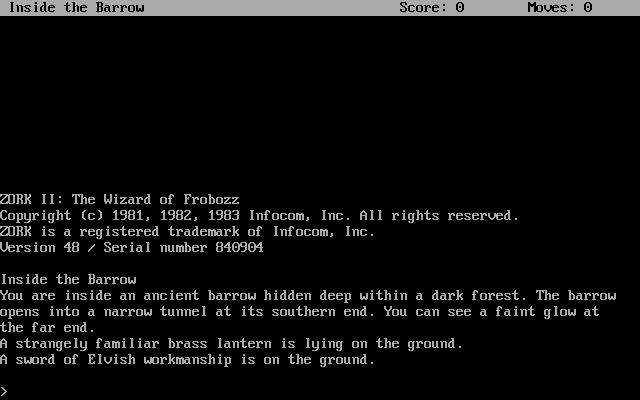 Inside the Barrow Score: 0 Moves: 0
ZORK II: The Wizard of Frobozz
Copyright (c) 1981, 1982, 1983 Infocom, Inc. All rights reserved.
ZORK is a registered trademark of Infocom, Inc.
Version 48 / Serial number 840904
Inside the Barrow
You are inside an ancient barrow hidden deep within a dark forest. The barrow
opens into a narrow tunnel at its southern end. You can see a faint glow at
the far end.
A strangely familiar brass lantern is lying on the ground.
A sword of Elvish workmanship is on the ground.
>